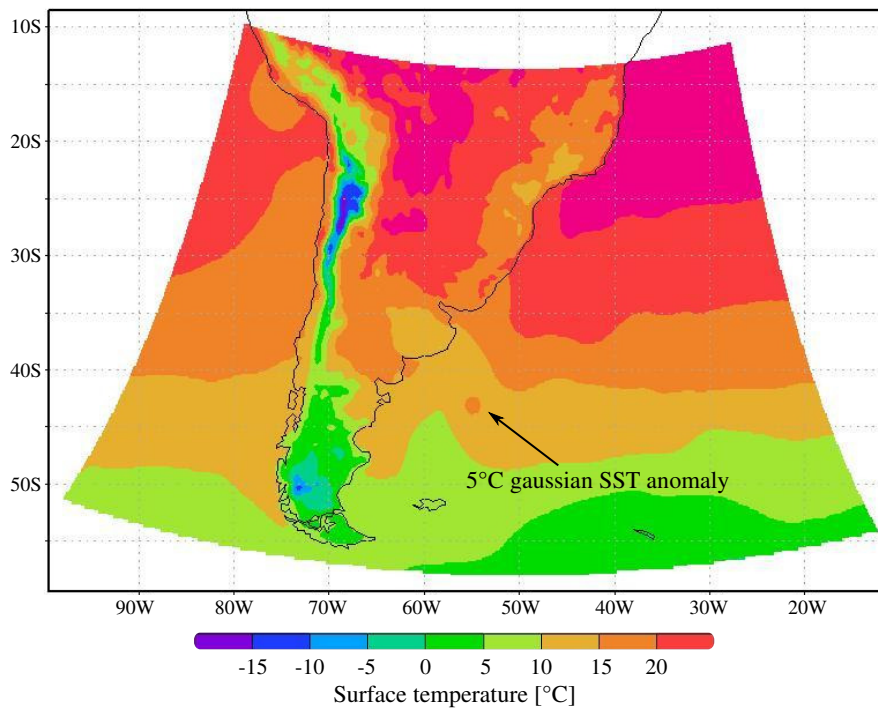 10S
20S
30S
40S
50S
5°C gaussian SST anomaly
90W 80W 70W 60W 50W 40W 30W 20W
-15 -10 -5 0 5 10 15 20
Surface temperature [°C]